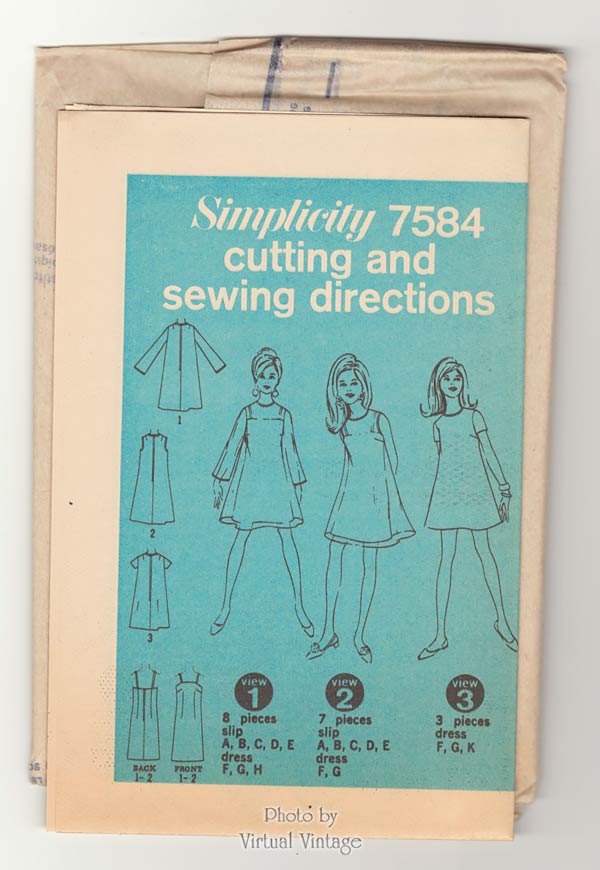 Simplicity 7584
cutting and
sewing directions
1
2
3
BACK
1-2
FRONT
1-2
view
1
8 pieces
slip
A, B, C, D, E
dress
F, G, H
view
2
7 pieces
slip
A, B, C, D, E
dress
F, G
view
3
3 pieces
dress
F, G, K
Photo by
Virtual Vintage